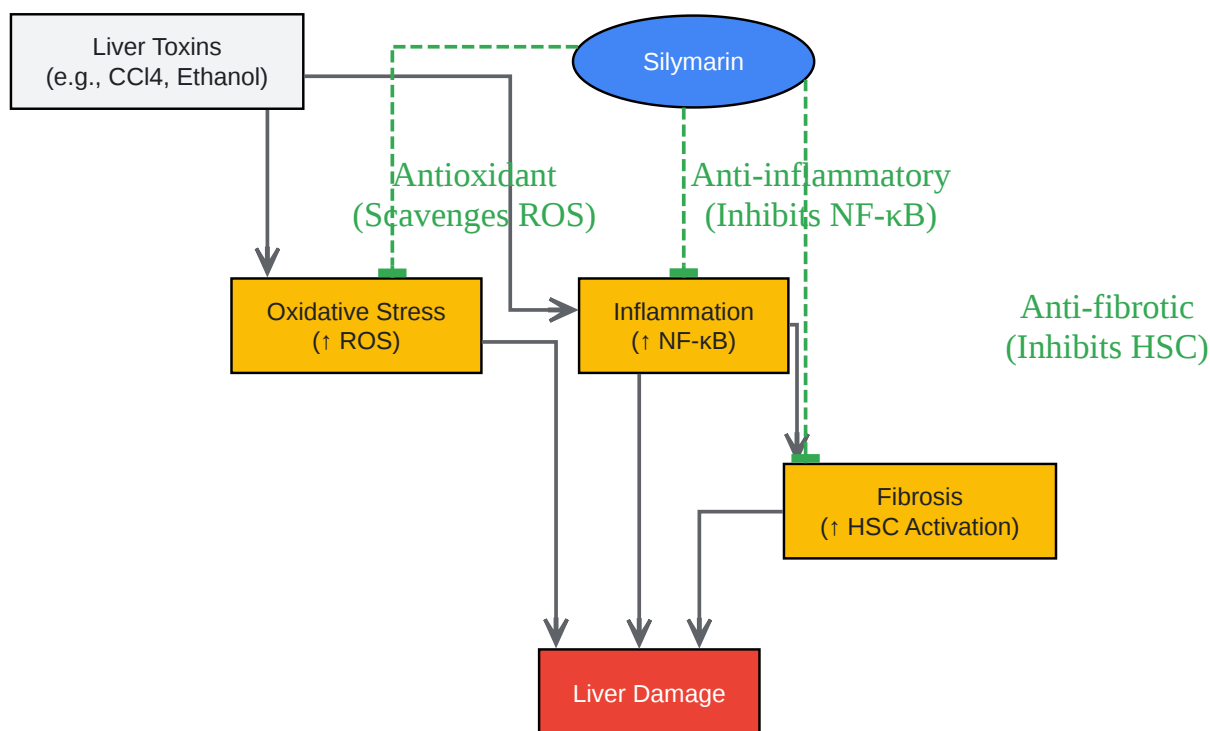 Liver Toxins
(e.g., CCl4, Ethanol)
Silymarin
Antioxidant
(Scavenges ROS)
Anti-inflammatory
(Inhibits NF-κB)
Oxidative Stress
(↑ ROS)
Inflammation
(↑ NF-κB)
Anti-fibrotic
(Inhibits HSC)
Fibrosis
(↑ HSC Activation)
Liver Damage